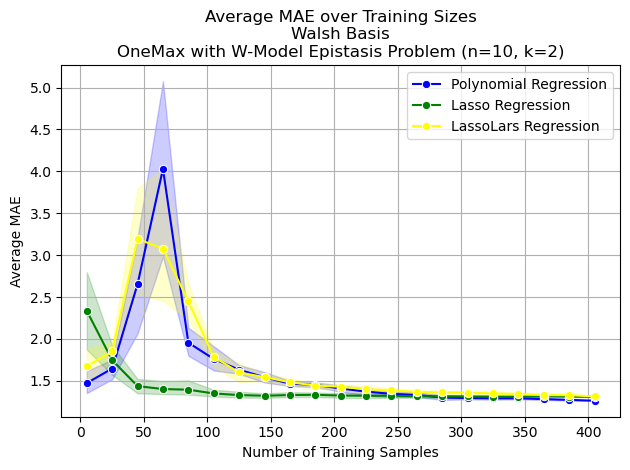 Average MAE over Training Sizes
Walsh Basis
OneMax with W-Model Epistasis Problem (n=10, k=2)
Polynomial Regression
Lasso Regression
LassoLars Regression
Average MAE
5.0
4.5
4.0
3.5
3.0
2.5
2.0
1.5
0 50 100 150 200 250 300 350 400
Number of Training Samples